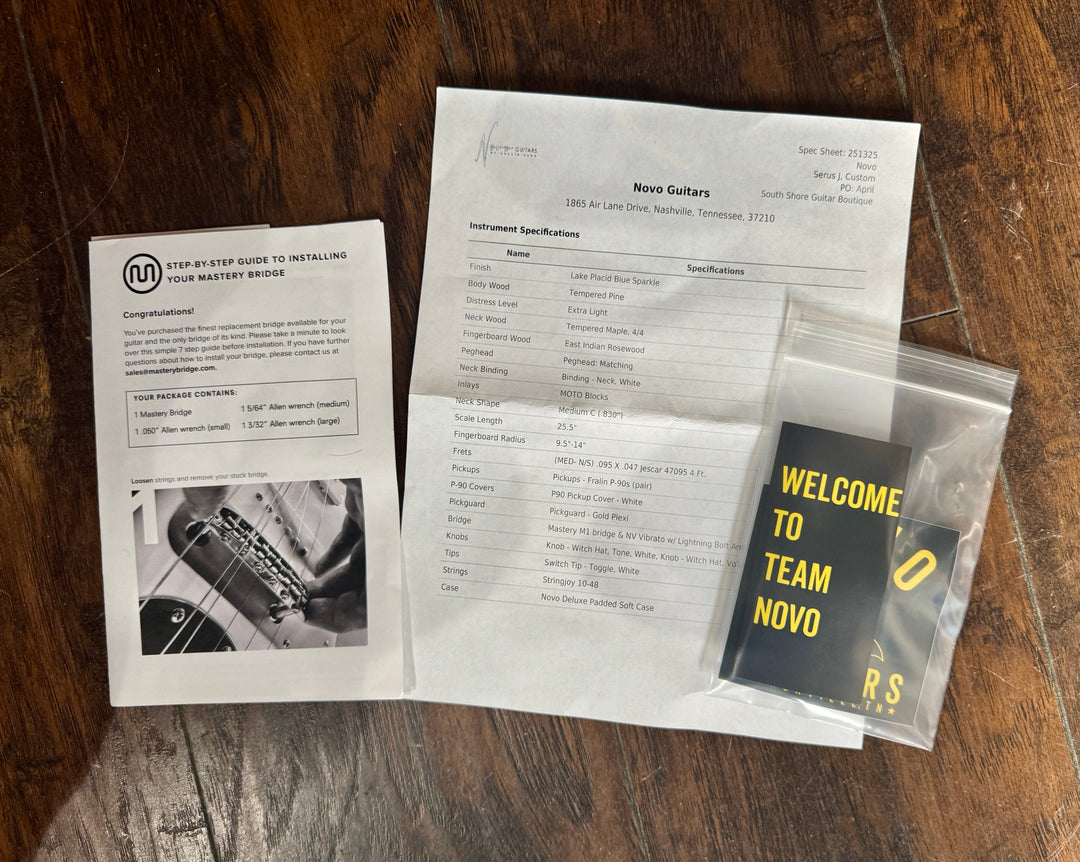 STEP-BY-STEP GUIDE TO INSTALLING
YOUR MASTERY BRIDGE
Congratulations!
You've purchased the finest replacement bridge available for your
guitar and the only bridge of its kind. Please take a minute to look
over this simple 7 step guide before installation. If you have further
questions about how to install your bridge, please contact us at
sales@masterybridge.com.
YOUR PACKAGE CONTAINS:
1 Mastery Bridge 1 5/64" Allen wrench (medium)
1 .050" Allen wrench (small) 1 3/32" Allen wrench (large)
Loosen strings and remove your stock bridge.
1
Novo GUITARS
Spec Sheet: 251325
Novo
Serus J, Custom
PO: April
South Shore Guitar Boutique
Novo Guitars
1865 Air Lane Drive, Nashville, Tennessee, 37210
Instrument Specifications
Name Specifications
Finish Lake Placid Blue Sparkle
Body Wood Tempered Pine
Distress Level Extra Light
Neck Wood Tempered Maple, 4/4
Fingerboard Wood East Indian Rosewood
Peghead Peghead: Matching
Neck Binding Binding - Neck, White
Inlays MOTO Blocks
Neck Shape Medium C (.830")
Scale Length 25.5"
Fingerboard Radius 9.5"-14"
Frets (MED- N/S) .095 X .047 Jescar 47095 4 Ft.
Pickups Pickups - Fralin P-90s (pair)
P-90 Covers P90 Pickup Cover - White
Pickguard Pickguard - Gold Plexi
Bridge Mastery M1 bridge & NV Vibrato w/ Lightning Bolt Arm
Knobs Knob - Witch Hat, Tone, White, Knob - Witch Hat, Vo
Tips Switch Tip - Toggle, White
Strings Stringjoy 10-48
Case Novo Deluxe Padded Soft Case
WELCOME
TO
TEAM
NOVO
VO
RS
TN